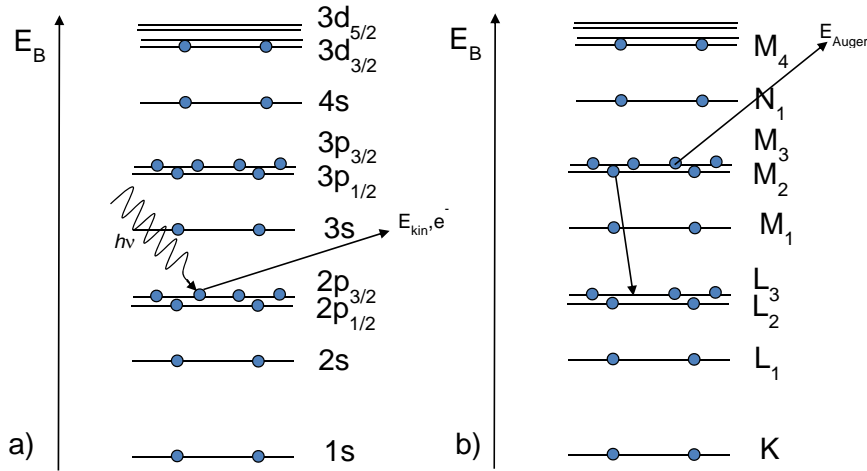 E_B
3d_5/2
3d_3/2
4s
3p_3/2
3p_1/2
3s
hν
E_kin,e^-
2p_3/2
2p_1/2
2s
1s
a)
E_B
E_Auger
M_4
N_1
M_3
M_2
M_1
L_3
L_2
L_1
K
b)